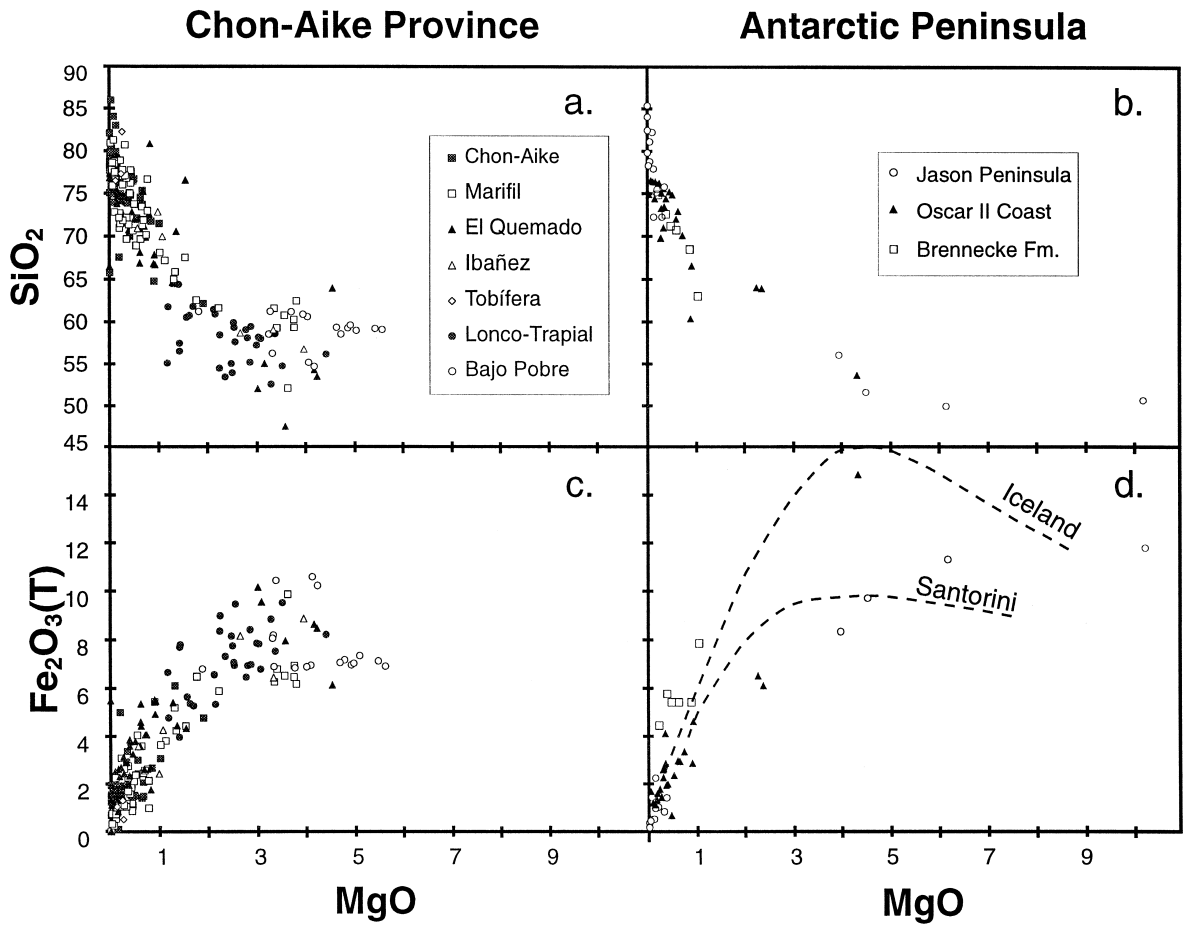 Chon-Aike Province
Antarctic Peninsula
a.
b.
90
85
80
75
70
65
60
55
50
45
SiO₂
Chon-Aike
Marifil
El Quemado
Ibañez
Tobífera
Lonco-Trapial
Bajo Pobre
Jason Peninsula
Oscar II Coast
Brennecke Fm.
c.
d.
14
12
10
8
6
4
2
0
Fe₂O₃(T)
Iceland
Santorini
1 3 5 7 9
1 3 5 7 9
MgO
MgO